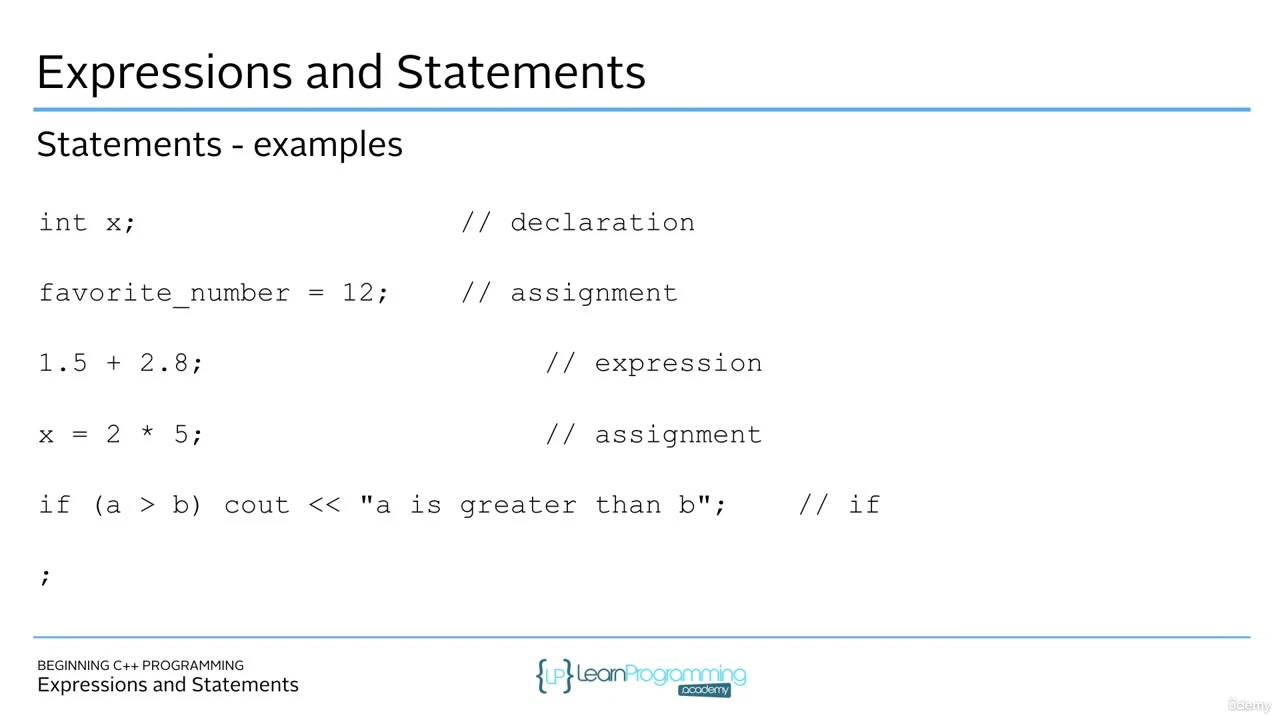 Expressions and Statements
Statements - examples
int x; // declaration
favorite_number = 12; // assignment
1.5 + 2.8; // expression
x = 2 * 5; // assignment
if (a > b) cout << "a is greater than b"; // if
;
BEGINNING C++ PROGRAMMING
Expressions and Statements
{LP} LearnProgramming
.academy
ûdemy